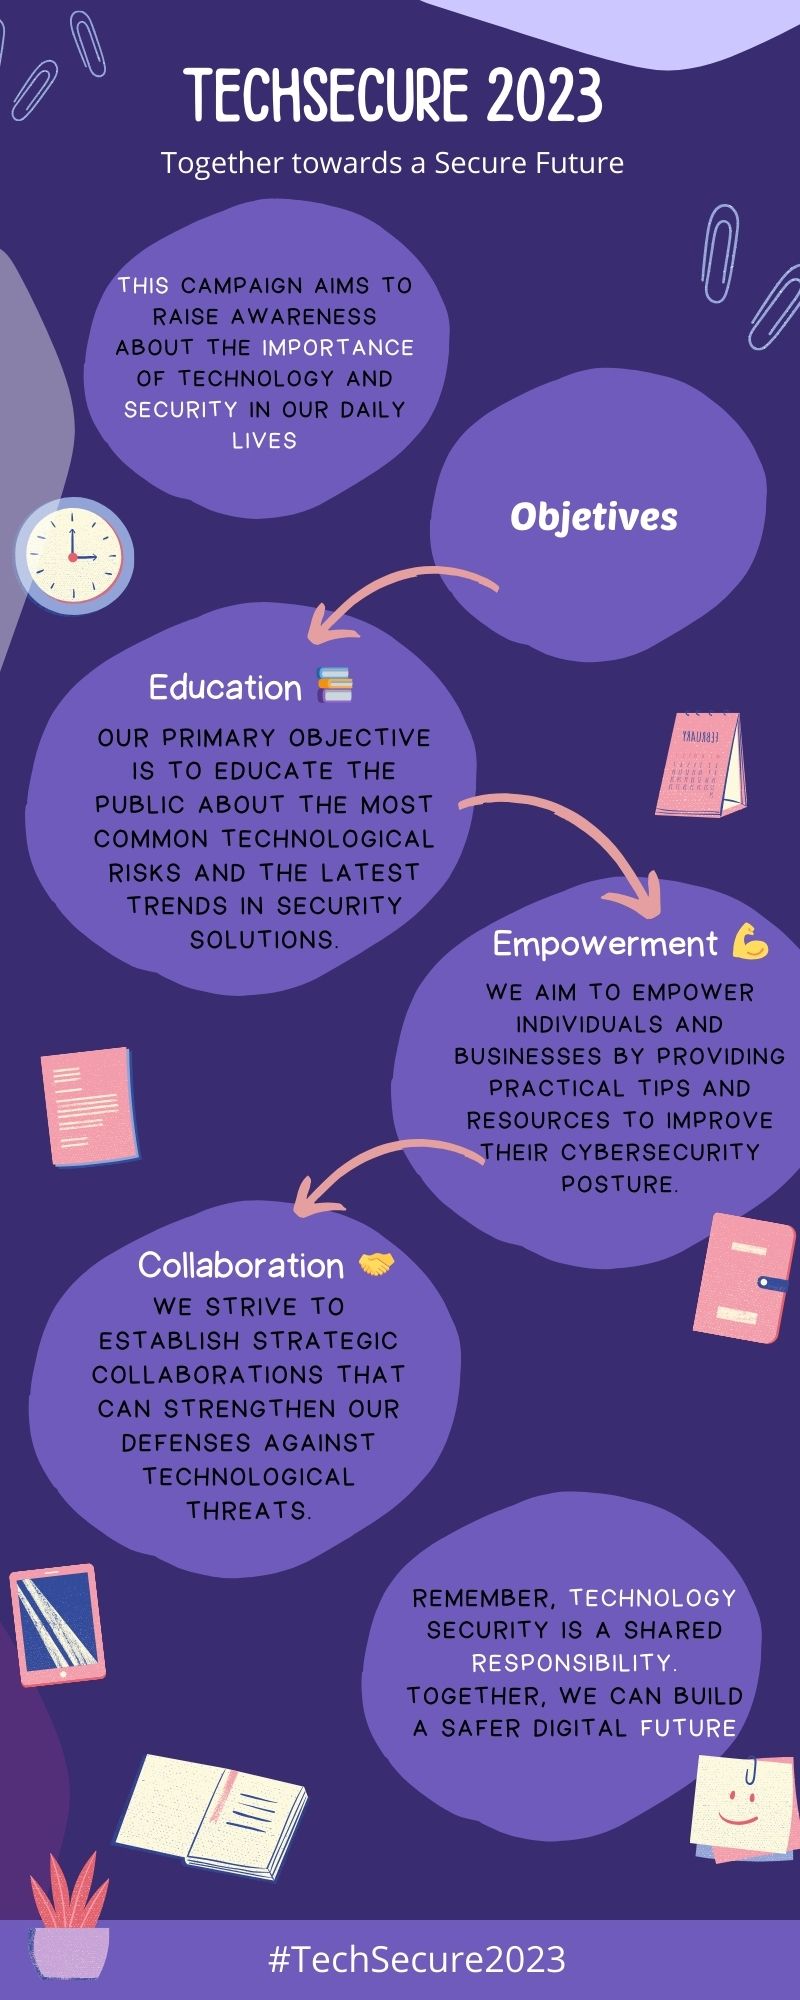 TECHSECURE 2023
Together towards a Secure Future
THIS CAMPAIGN AIMS TO
RAISE AWARENESS
ABOUT THE IMPORTANCE
OF TECHNOLOGY AND
SECURITY IN OUR DAILY
LIVES
Objetives
Education
OUR PRIMARY OBJECTIVE
IS TO EDUCATE THE
PUBLIC ABOUT THE MOST
COMMON TECHNOLOGICAL
RISKS AND THE LATEST
TRENDS IN SECURITY
SOLUTIONS.
FEBRUARY
Empowerment
WE AIM TO EMPOWER
INDIVIDUALS AND
BUSINESSES BY PROVIDING
PRACTICAL TIPS AND
RESOURCES TO IMPROVE
THEIR CYBERSECURITY
POSTURE.
Collaboration
WE STRIVE TO
ESTABLISH STRATEGIC
COLLABORATIONS THAT
CAN STRENGTHEN OUR
DEFENSES AGAINST
TECHNOLOGICAL
THREATS.
REMEMBER, TECHNOLOGY
SECURITY IS A SHARED
RESPONSIBILITY.
TOGETHER, WE CAN BUILD
A SAFER DIGITAL FUTURE
#TechSecure2023